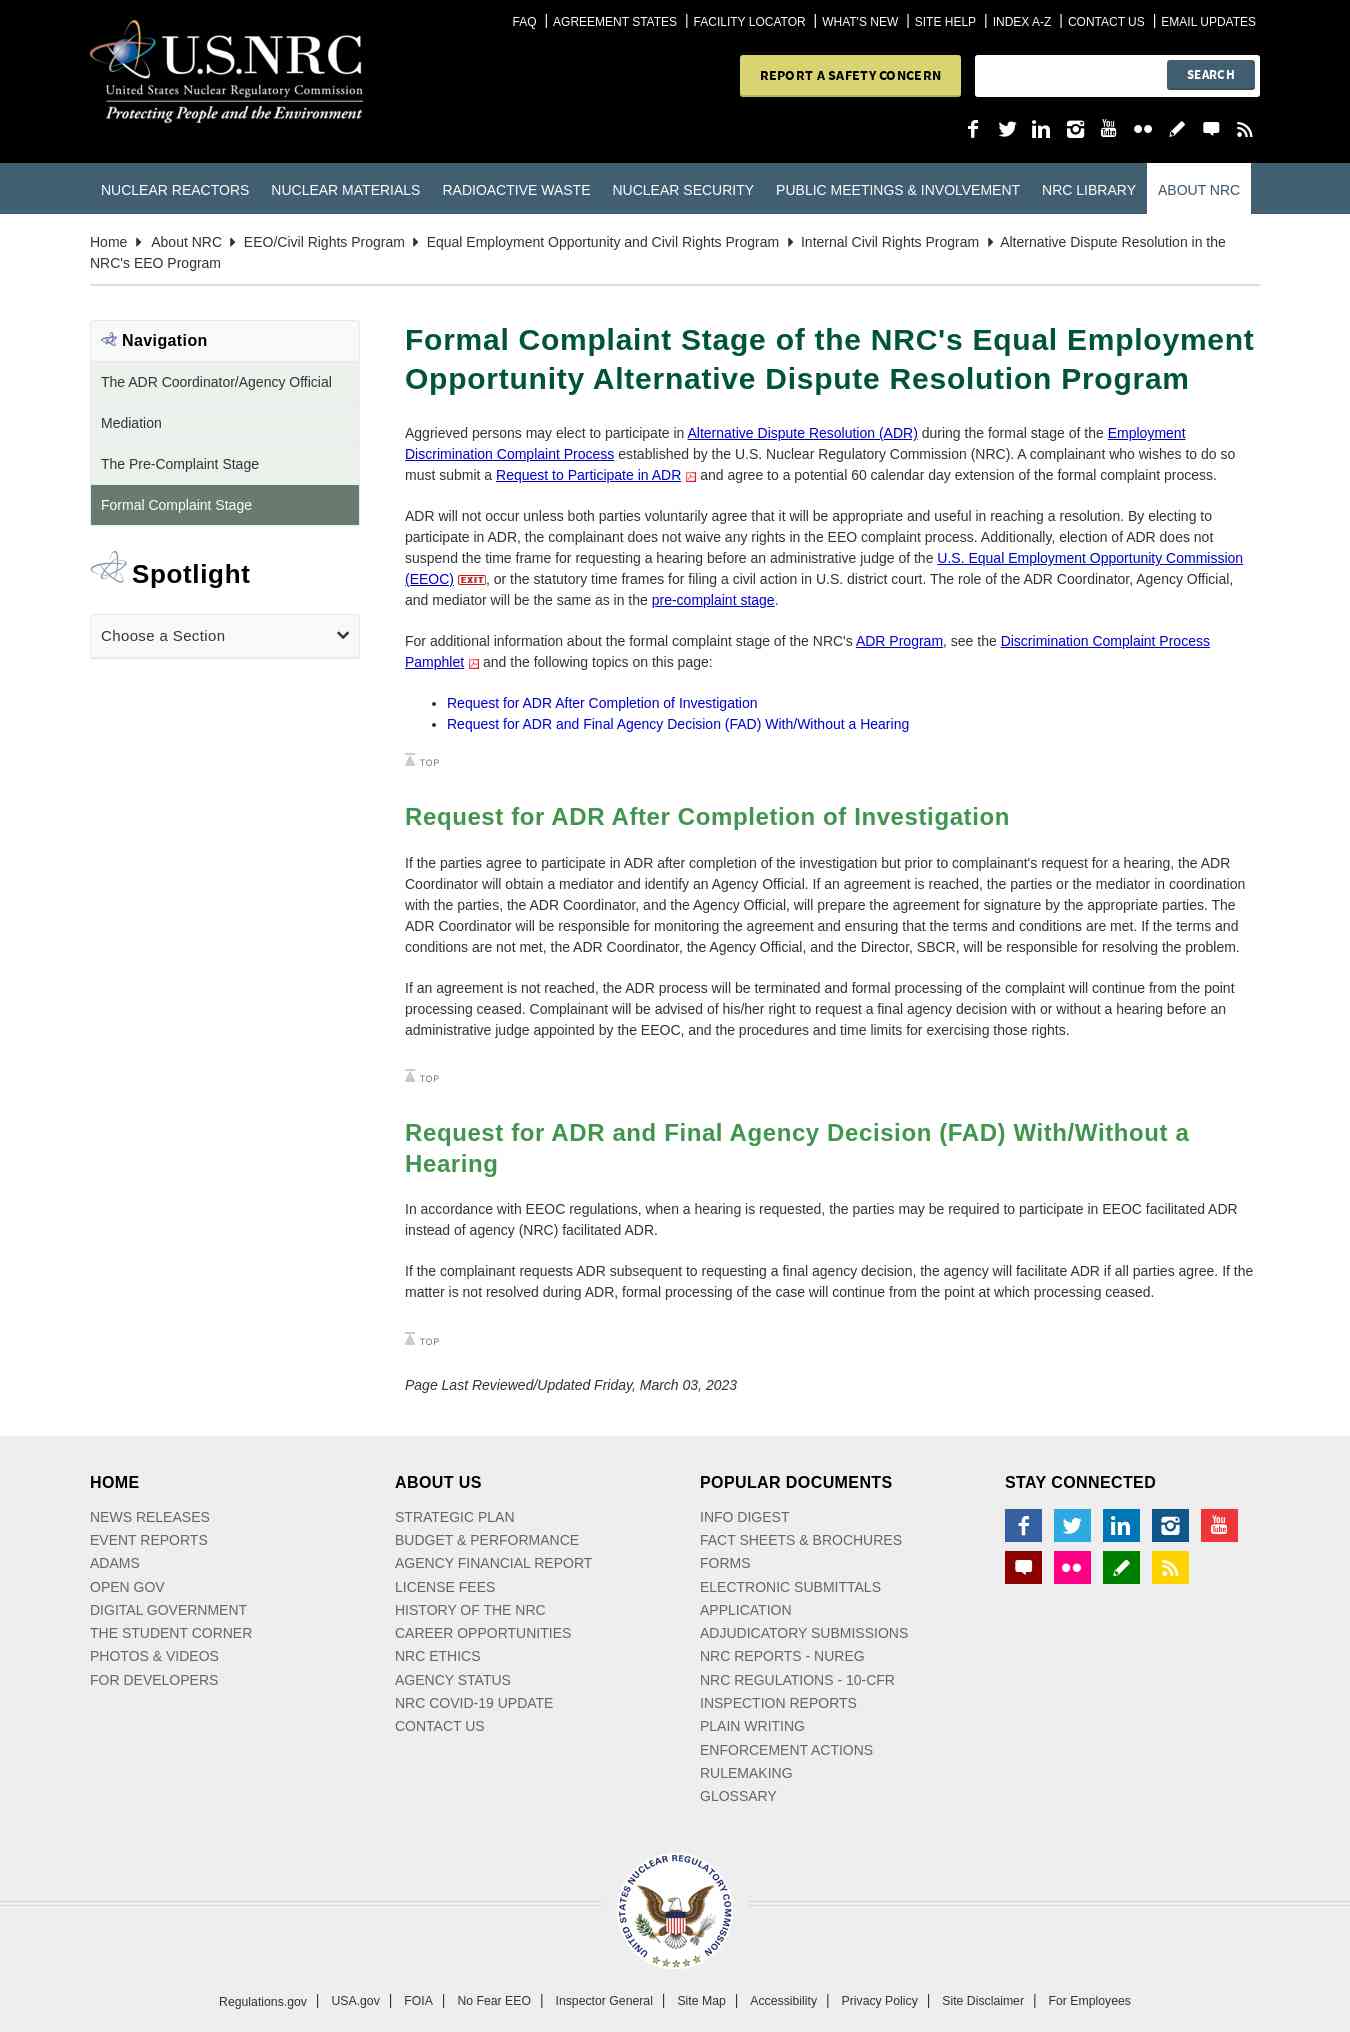 FAQ | AGREEMENT STATES | FACILITY LOCATOR | WHAT'S NEW | SITE HELP | INDEX A-Z | CONTACT US | EMAIL UPDATES
U.S.NRC
United States Nuclear Regulatory Commission
Protecting People and the Environment
REPORT A SAFETY CONCERN
SEARCH
You Tube
NUCLEAR REACTORS NUCLEAR MATERIALS RADIOACTIVE WASTE NUCLEAR SECURITY PUBLIC MEETINGS & INVOLVEMENT NRC LIBRARY ABOUT NRC
Home About NRC EEO/Civil Rights Program Equal Employment Opportunity and Civil Rights Program Internal Civil Rights Program Alternative Dispute Resolution in the
NRC's EEO Program
Navigation
The ADR Coordinator/Agency Official
Mediation
The Pre-Complaint Stage
Formal Complaint Stage
Spotlight
Choose a Section
Formal Complaint Stage of the NRC's Equal Employment
Opportunity Alternative Dispute Resolution Program
Aggrieved persons may elect to participate in Alternative Dispute Resolution (ADR) during the formal stage of the Employment
Discrimination Complaint Process established by the U.S. Nuclear Regulatory Commission (NRC). A complainant who wishes to do so
must submit a Request to Participate in ADR and agree to a potential 60 calendar day extension of the formal complaint process.
ADR will not occur unless both parties voluntarily agree that it will be appropriate and useful in reaching a resolution. By electing to
participate in ADR, the complainant does not waive any rights in the EEO complaint process. Additionally, election of ADR does not
suspend the time frame for requesting a hearing before an administrative judge of the U.S. Equal Employment Opportunity Commission
(EEOC) EXIT, or the statutory time frames for filing a civil action in U.S. district court. The role of the ADR Coordinator, Agency Official,
and mediator will be the same as in the pre-complaint stage.
For additional information about the formal complaint stage of the NRC's ADR Program, see the Discrimination Complaint Process
Pamphlet and the following topics on this page:
• Request for ADR After Completion of Investigation
• Request for ADR and Final Agency Decision (FAD) With/Without a Hearing
TOP
Request for ADR After Completion of Investigation
If the parties agree to participate in ADR after completion of the investigation but prior to complainant's request for a hearing, the ADR
Coordinator will obtain a mediator and identify an Agency Official. If an agreement is reached, the parties or the mediator in coordination
with the parties, the ADR Coordinator, and the Agency Official, will prepare the agreement for signature by the appropriate parties. The
ADR Coordinator will be responsible for monitoring the agreement and ensuring that the terms and conditions are met. If the terms and
conditions are not met, the ADR Coordinator, the Agency Official, and the Director, SBCR, will be responsible for resolving the problem.
If an agreement is not reached, the ADR process will be terminated and formal processing of the complaint will continue from the point
processing ceased. Complainant will be advised of his/her right to request a final agency decision with or without a hearing before an
administrative judge appointed by the EEOC, and the procedures and time limits for exercising those rights.
TOP
Request for ADR and Final Agency Decision (FAD) With/Without a
Hearing
In accordance with EEOC regulations, when a hearing is requested, the parties may be required to participate in EEOC facilitated ADR
instead of agency (NRC) facilitated ADR.
If the complainant requests ADR subsequent to requesting a final agency decision, the agency will facilitate ADR if all parties agree. If the
matter is not resolved during ADR, formal processing of the case will continue from the point at which processing ceased.
TOP
Page Last Reviewed/Updated Friday, March 03, 2023
HOME
NEWS RELEASES
EVENT REPORTS
ADAMS
OPEN GOV
DIGITAL GOVERNMENT
THE STUDENT CORNER
PHOTOS & VIDEOS
FOR DEVELOPERS
ABOUT US
STRATEGIC PLAN
BUDGET & PERFORMANCE
AGENCY FINANCIAL REPORT
LICENSE FEES
HISTORY OF THE NRC
CAREER OPPORTUNITIES
NRC ETHICS
AGENCY STATUS
NRC COVID-19 UPDATE
CONTACT US
POPULAR DOCUMENTS
INFO DIGEST
FACT SHEETS & BROCHURES
FORMS
ELECTRONIC SUBMITTALS
APPLICATION
ADJUDICATORY SUBMISSIONS
NRC REPORTS - NUREG
NRC REGULATIONS - 10-CFR
INSPECTION REPORTS
PLAIN WRITING
ENFORCEMENT ACTIONS
RULEMAKING
GLOSSARY
STAY CONNECTED
You Tube
UNITED STATES NUCLEAR REGULATORY COMMISSION
Regulations.gov | USA.gov | FOIA | No Fear EEO | Inspector General | Site Map | Accessibility | Privacy Policy | Site Disclaimer | For Employees